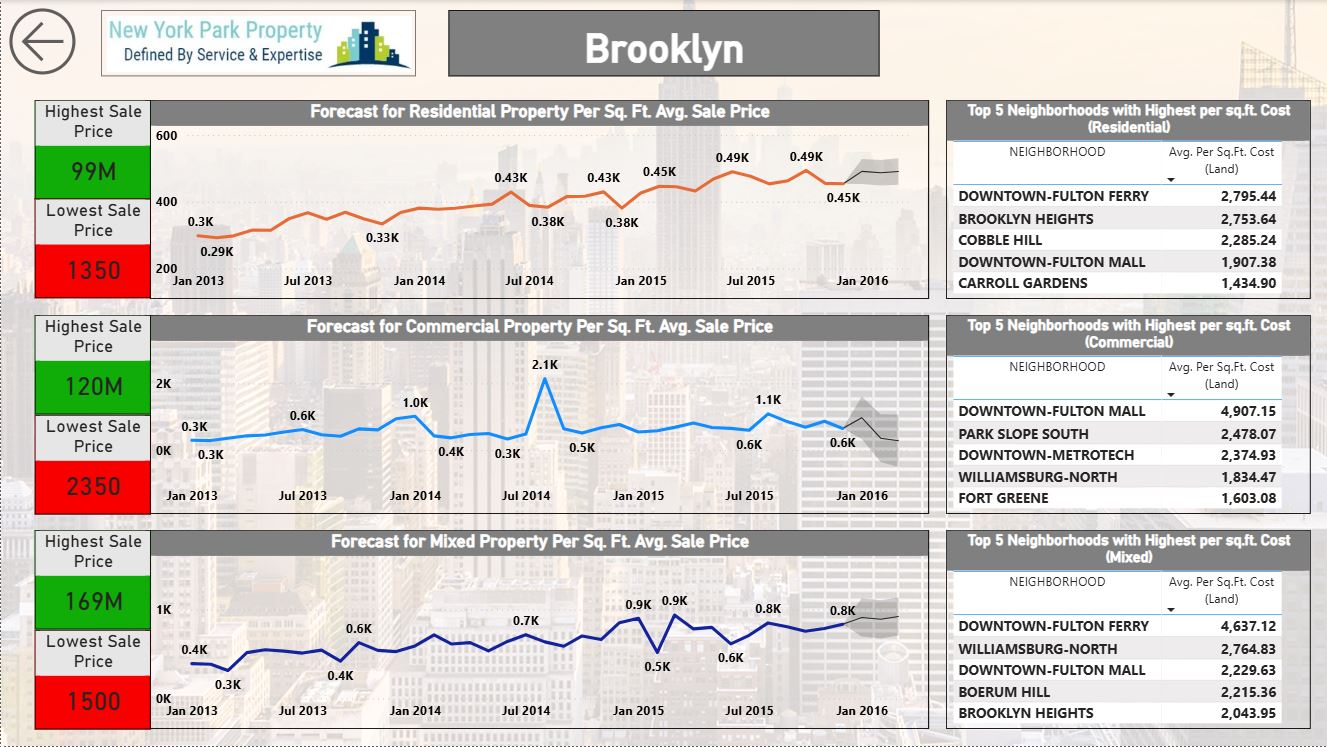 New York Park Property
Defined By Service & Expertise
Brooklyn
Highest Sale
Price
99M
Lowest Sale
Price
1350
Forecast for Residential Property Per Sq. Ft. Avg. Sale Price
600
400
200
0.3K
0.29K
0.33K
0.43K
0.38K
0.43K
0.38K
0.45K
0.49K
0.49K
0.45K
Jan 2013
Jul 2013
Jan 2014
Jul 2014
Jan 2015
Jul 2015
Jan 2016
Top 5 Neighborhoods with Highest per sq.ft. Cost
(Residential)
NEIGHBORHOOD Avg. Per Sq.Ft. Cost
(Land)
DOWNTOWN-FULTON FERRY 2,795.44
BROOKLYN HEIGHTS 2,753.64
COBBLE HILL 2,285.24
DOWNTOWN-FULTON MALL 1,907.38
CARROLL GARDENS 1,434.90
Highest Sale
Price
120M
Lowest Sale
Price
2350
Forecast for Commercial Property Per Sq. Ft. Avg. Sale Price
2K
0K
0.3K
0.3K
0.6K
1.0K
0.4K
0.3K
2.1K
0.5K
0.6K
1.1K
0.6K
Jan 2013
Jul 2013
Jan 2014
Jul 2014
Jan 2015
Jul 2015
Jan 2016
Top 5 Neighborhoods with Highest per sq.ft. Cost
(Commercial)
NEIGHBORHOOD Avg. Per Sq.Ft. Cost
(Land)
DOWNTOWN-FULTON MALL 4,907.15
PARK SLOPE SOUTH 2,478.07
DOWNTOWN-METROTECH 2,374.93
WILLIAMSBURG-NORTH 1,834.47
FORT GREENE 1,603.08
Highest Sale
Price
169M
Lowest Sale
Price
1500
Forecast for Mixed Property Per Sq. Ft. Avg. Sale Price
1K
0K
0.4K
0.3K
0.4K
0.6K
0.7K
0.9K
0.5K
0.9K
0.6K
0.8K
0.8K
Jan 2013
Jul 2013
Jan 2014
Jul 2014
Jan 2015
Jul 2015
Jan 2016
Top 5 Neighborhoods with Highest per sq.ft. Cost
(Mixed)
NEIGHBORHOOD Avg. Per Sq.Ft. Cost
(Land)
DOWNTOWN-FULTON FERRY 4,637.12
WILLIAMSBURG-NORTH 2,764.83
DOWNTOWN-FULTON MALL 2,229.63
BOERUM HILL 2,215.36
BROOKLYN HEIGHTS 2,043.95